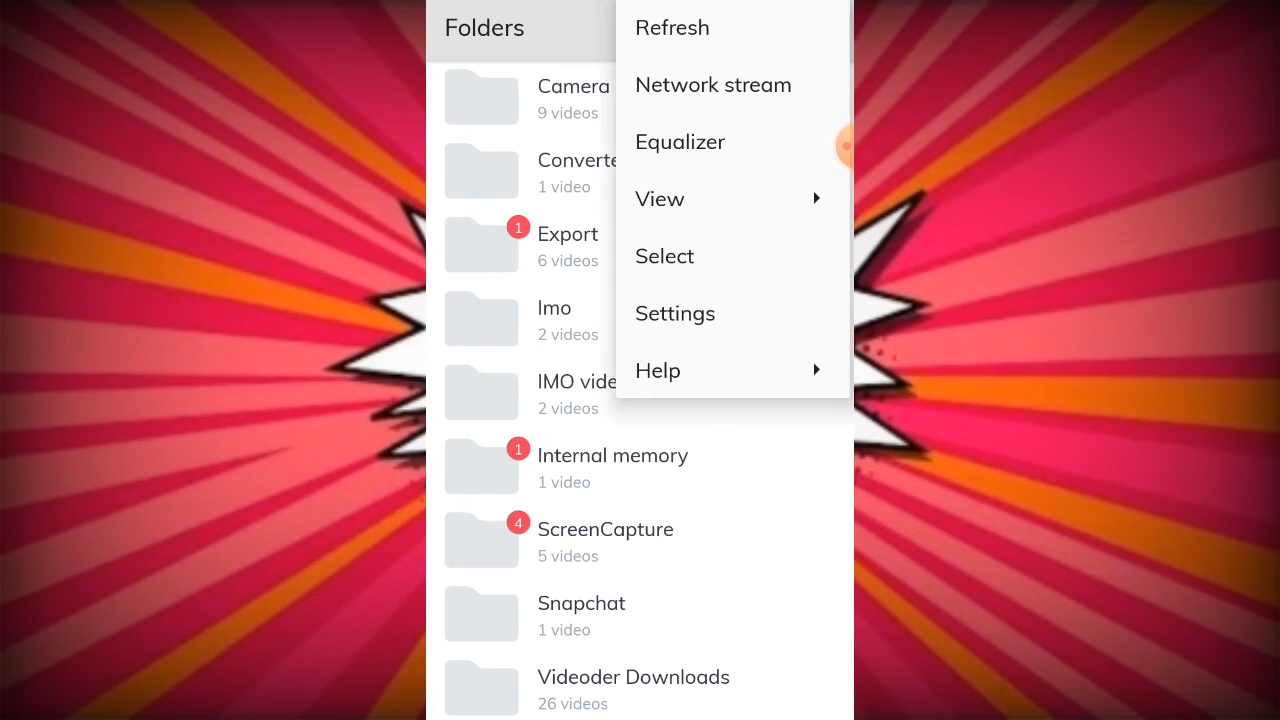 Folders
Refresh
Network stream
Equalizer
View
Select
Settings
Help
Camera
9 videos
Converte
1 video
1
Export
6 videos
Imo
2 videos
IMO vide
2 videos
1
Internal memory
1 video
4
ScreenCapture
5 videos
Snapchat
1 video
Videoder Downloads
26 videos